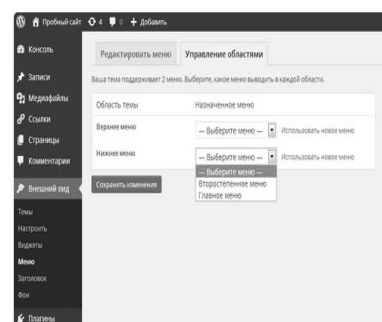 Пробный сайт 4 0 + Добавить
Консоль
Записи
Медиафайлы
Ссылки
Страницы
Комментарии
Внешний вид
Темы
Настроить
Виджеты
Меню
Заголовок
Фон
Плагины
Редактировать меню Управление областями
Ваша тема поддерживает 2 меню. Выберите, какое меню выводить в каждой области.
Область темы Назначенное меню
Верхнее меню — Выберите меню — Использовать новое меню
Нижнее меню — Выберите меню — Использовать новое меню
— Выберите меню —
Второстепенное меню
Главное меню
Сохранить изменения